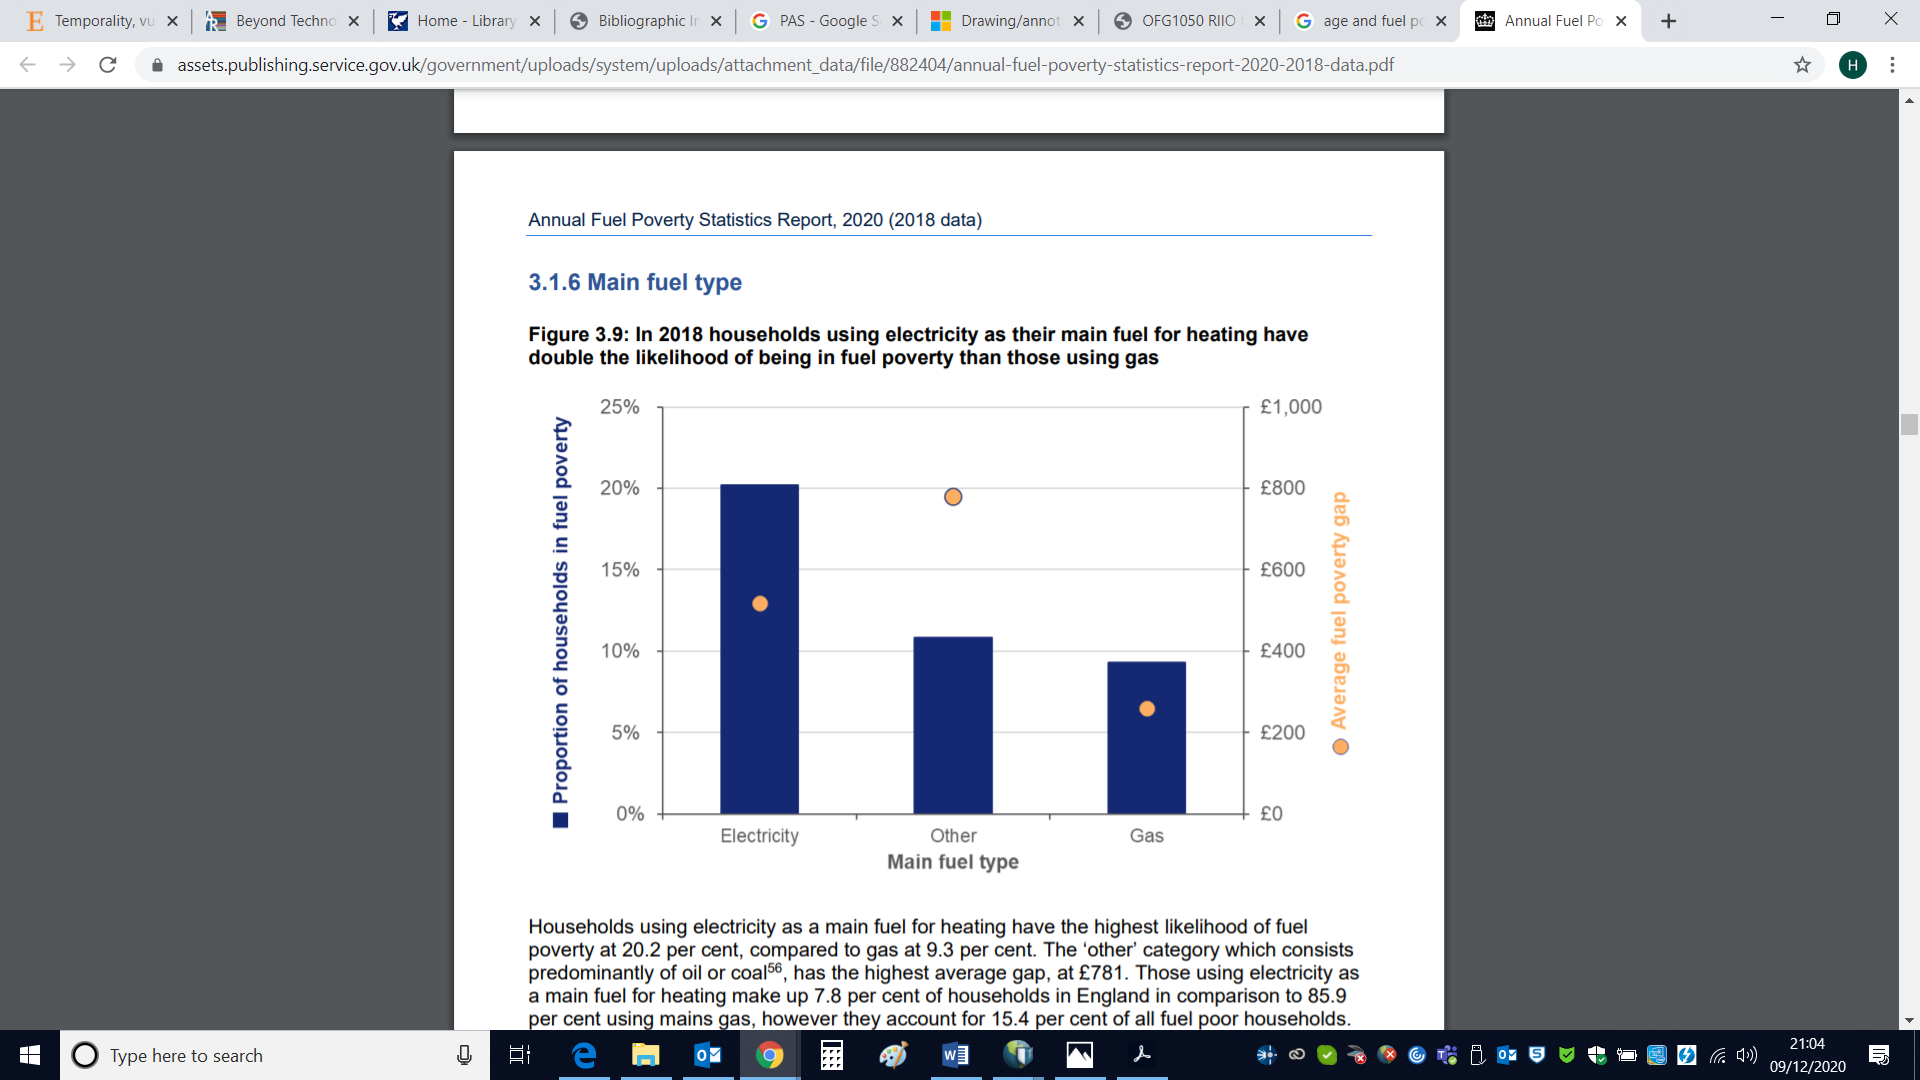 Temporality, vu
Beyond Techno
Home - Library
Bibliographic In
PAS - Google S
Drawing/annot
OFG1050 RIIO
age and fuel po
Annual Fuel Po
assets.publishing.service.gov.uk/government/uploads/system/uploads/attachment_data/file/882404/annual-fuel-poverty-statistics-report-2020-2018-data.pdf
H
Annual Fuel Poverty Statistics Report, 2020 (2018 data)
3.1.6 Main fuel type
Figure 3.9: In 2018 households using electricity as their main fuel for heating have
double the likelihood of being in fuel poverty than those using gas
Proportion of households in fuel poverty
25%
20%
15%
10%
5%
0%
£1,000
£800
£600
£400
£200
£0
Average fuel poverty gap
Electricity
Other
Gas
Main fuel type
Households using electricity as a main fuel for heating have the highest likelihood of fuel
poverty at 20.2 per cent, compared to gas at 9.3 per cent. The ‘other’ category which consists
predominantly of oil or coal56, has the highest average gap, at £781. Those using electricity as
a main fuel for heating make up 7.8 per cent of households in England in comparison to 85.9
per cent using mains gas, however they account for 15.4 per cent of all fuel poor households.
Type here to search
21:04
09/12/2020